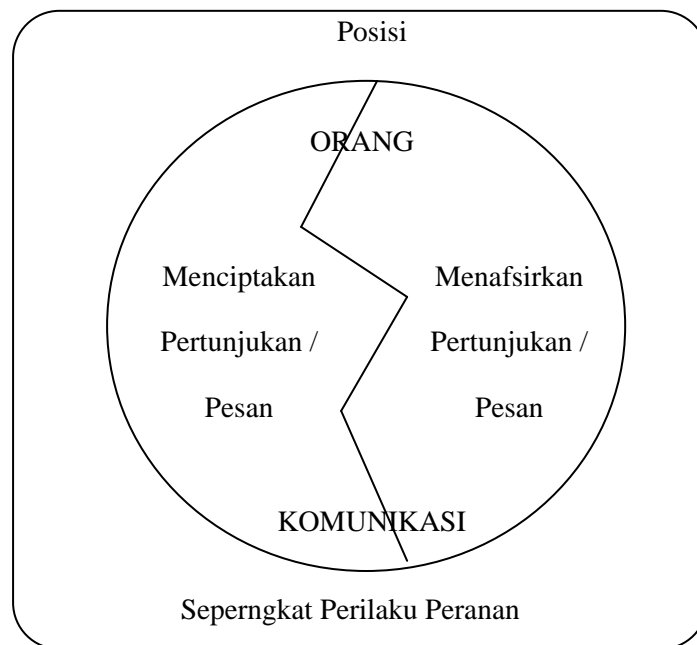 Posisi
ORANG
Menciptakan
Pertunjukan /
Pesan
Menafsirkan
Pertunjukan /
Pesan
KOMUNIKASI
Seperngkat Perilaku Peranan